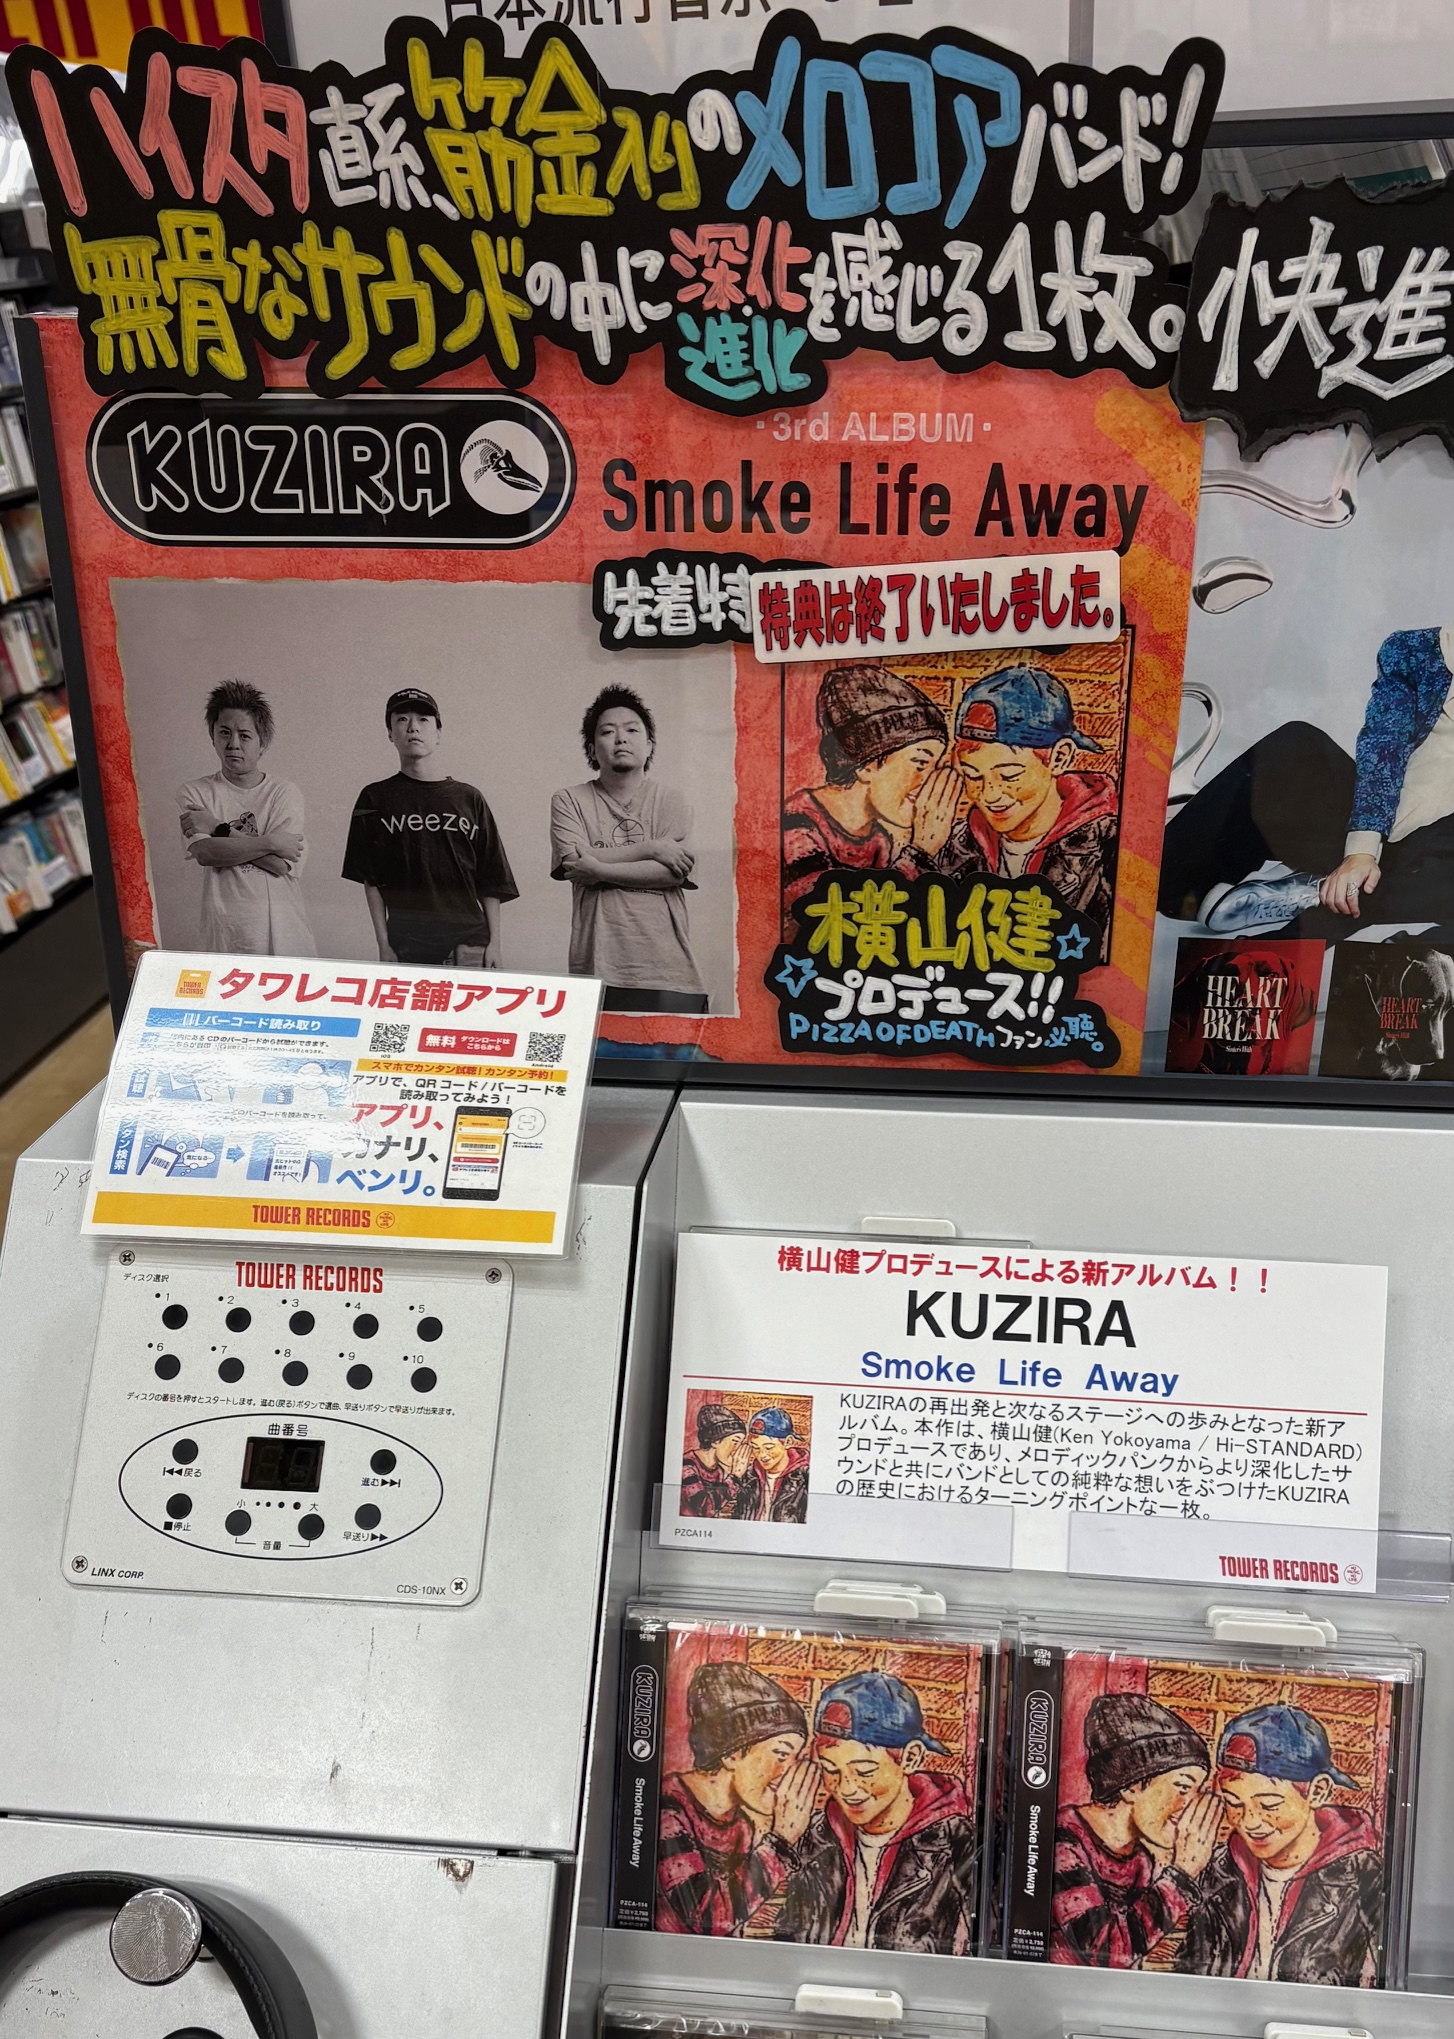 ハイスタ直系、筋金入りのメロコアバンド!
無骨なサウンドの中に深化を感じる1枚。
進化
快進
KUZIRA
・3rd ALBUM・
Smoke Life Away
先着特
特典は終了いたしました。
weezer
横山健
プロデュース!!
PIZZA OF DEATHファン必聴。
HEART
BREAK
HEART
BREAK
タワレコ店舗アプリ
バーコード読み取り
無料 ダウンロードは
こちらから
iOS
Android
スマホでカンタン試聴!カンタン予約!
アプリで、QRコード/バーコードを
読み取ってみよう!
アプリ、
カナリ、
ベンリ。
TOWER RECORDS
TOWER RECORDS
ディスク選択
1 2 3 4 5
6 7 8 9 10
ディスクの番号を押すとスタートします。進む(戻る)ボタンで選曲、早送りボタンで早送りが出来ます。
曲番号
戻る
進む
小 大
停止
音量
早送り
LINX CORP.
CDS-10NX
横山健プロデュースによる新アルバム!!
KUZIRA
Smoke Life Away
KUZIRAの再出発と次なるステージへの歩みとなった新ア
ルバム。本作は、横山健(Ken Yokoyama / Hi-STANDARD)
プロデュースであり、メロディックパンクからより深化したサ
ウンドと共にバンドとしての純粋な想いをぶつけたKUZIRA
の歴史におけるターニングポイントな一枚。
PZCA114
TOWER RECORDS
KUZIRA
Smoke Life Away
PZCA-114
KUZIRA
Smoke Life Away
PZCA-114